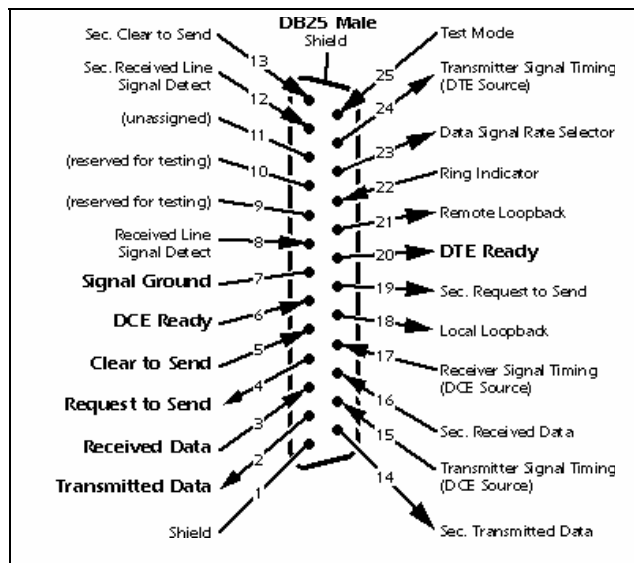 DB25 Male
Shield
Sec. Clear to Send
13
Sec. Received Line
Signal Detect
12
(unassigned)
11
(reserved for testing)
10
(reserved for testing)
9
Received Line
Signal Detect
8
Signal Ground
7
DCE Ready
6
Clear to Send
5
Request to Send
4
Received Data
3
Transmitted Data
2
Shield
1
25
Test Mode
24
Transmitter Signal Timing
(DTE Source)
23
Data Signal Rate Selector
22
Ring Indicator
21
Remote Loopback
20
DTE Ready
19
Sec. Request to Send
18
Local Loopback
17
Receiver Signal Timing
(DCE Source)
16
Sec. Received Data
15
Transmitter Signal Timing
(DCE Source)
14
Sec. Transmitted Data